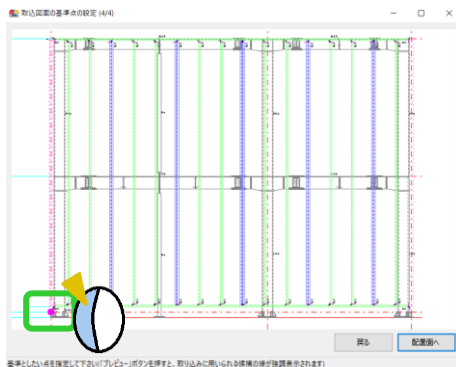 取込図面の基準点の設定 (4/4)
戻る
配置面へ
基準としたい点を指定して下さい(「プレビュー」ボタンを押すと、取り込みに用いられる候補の線が強調表示されます)